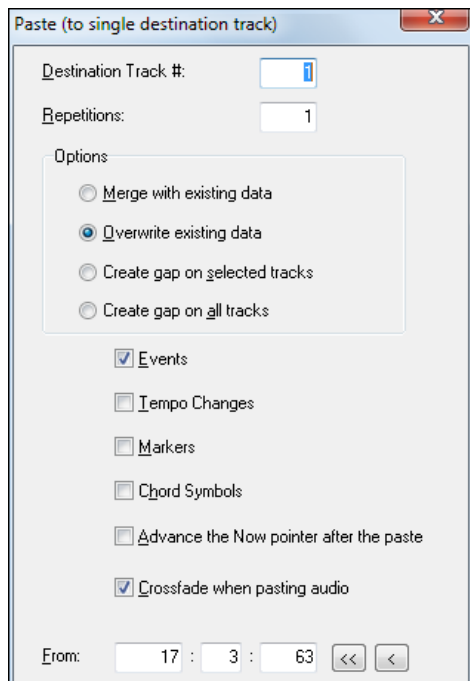 Paste (to single destination track)
Destination Track #: 1
Repetitions: 1
Options
Merge with existing data
Overwrite existing data
Create gap on selected tracks
Create gap on all tracks
Events
Tempo Changes
Markers
Chord Symbols
Advance the Now pointer after the paste
Crossfade when pasting audio
From: 17 : 3 : 63 << <